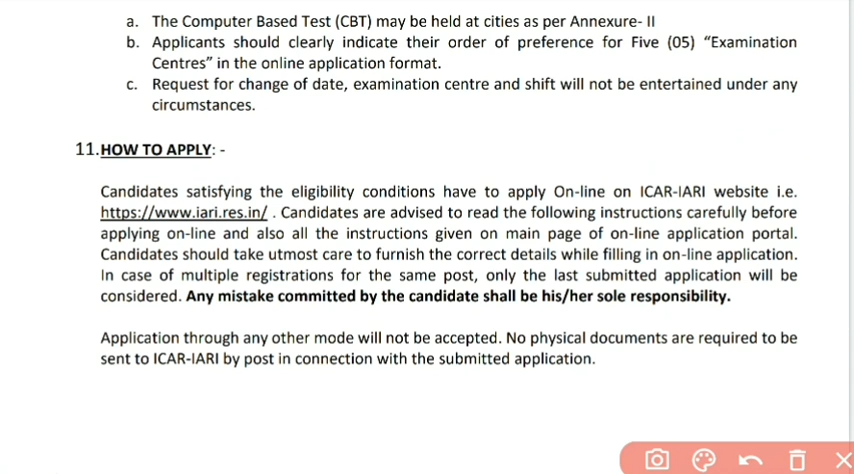 a. The Computer Based Test (CBT) may be held at cities as per Annexure- II
b. Applicants should clearly indicate their order of preference for Five (05) “Examination
Centres” in the online application format.
c. Request for change of date, examination centre and shift will not be entertained under any
circumstances.
11.HOW TO APPLY: -
Candidates satisfying the eligibility conditions have to apply On-line on ICAR-IARI website i.e.
https://www.iari.res.in/ . Candidates are advised to read the following instructions carefully before
applying on-line and also all the instructions given on main page of on-line application portal.
Candidates should take utmost care to furnish the correct details while filling in on-line application.
In case of multiple registrations for the same post, only the last submitted application will be
considered. Any mistake committed by the candidate shall be his/her sole responsibility.
Application through any other mode will not be accepted. No physical documents are required to be
sent to ICAR-IARI by post in connection with the submitted application.